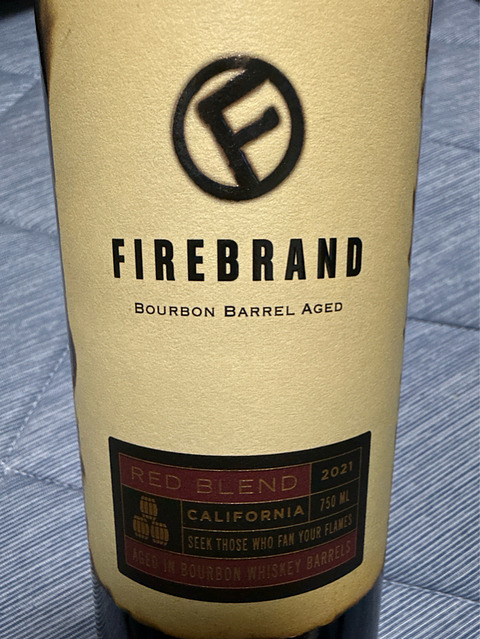 F
FIREBRAND
BOURBON BARREL AGED
RED BLEND
2021
CALIFORNIA
750 ML
SEEK THOSE WHO FAN YOUR FLAMES
AGED IN BOURBON WHISKEY BARRELS